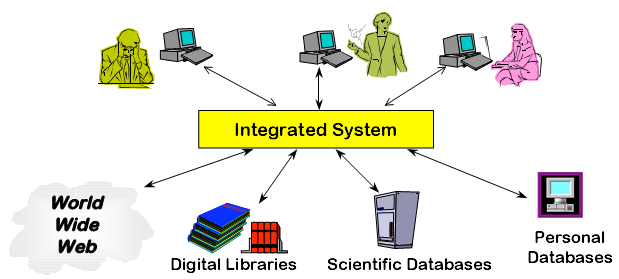 Integrated System
World
Wide
Web
Digital Libraries
Scientific Databases
Personal
Databases